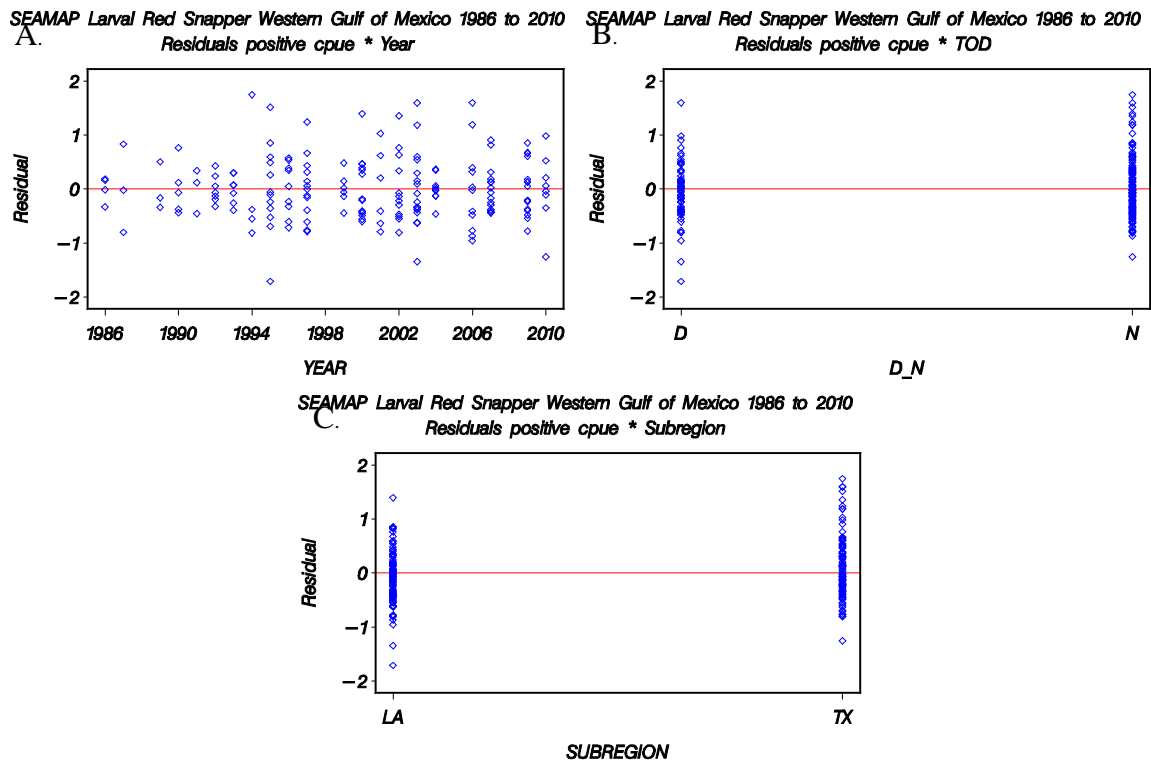 SEAMAP Larval Red Snapper Western Gulf of Mexico 1986 to 2010
A.
Residuals positive cpue * Year
2
1
0
−1
−2
Residual
1986 1990 1994 1998 2002 2006 2010
YEAR
SEAMAP Larval Red Snapper Western Gulf of Mexico 1986 to 2010
B.
Residuals positive cpue * TOD
2
1
0
−1
−2
Residual
D N
D_N
SEAMAP Larval Red Snapper Western Gulf of Mexico 1986 to 2010
C.
Residuals positive cpue * Subregion
2
1
0
−1
−2
Residual
LA TX
SUBREGION